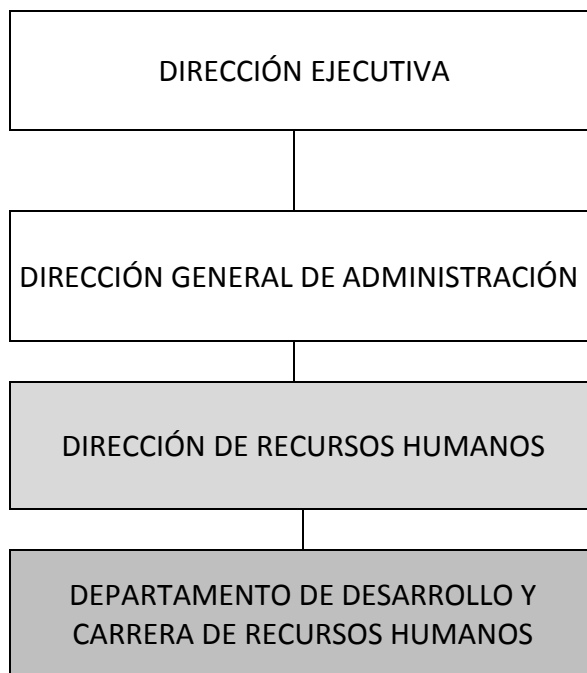 DIRECCIÓN EJECUTIVA
DIRECCIÓN GENERAL DE ADMINISTRACIÓN
DIRECCIÓN DE RECURSOS HUMANOS
DEPARTAMENTO DE DESARROLLO Y
CARRERA DE RECURSOS HUMANOS